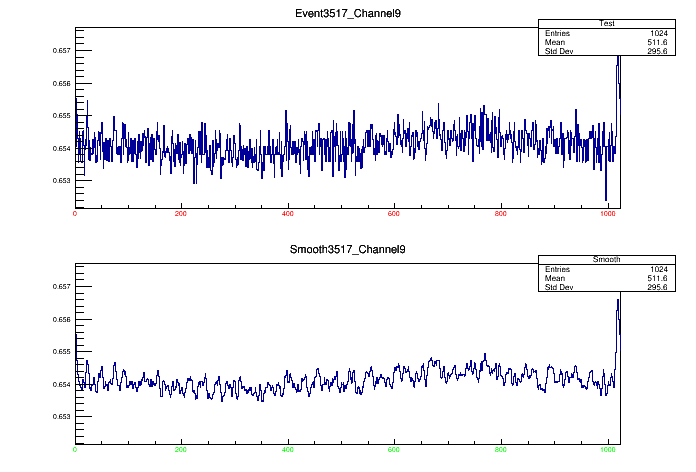 Event3517_Channel9
Test
Entries 1024
Mean 511.6
Std Dev 295.6
0.657
0.656
0.655
0.654
0.653
0 200 400 600 800 1000
Smooth3517_Channel9
Smooth
Entries 1024
Mean 511.6
Std Dev 295.6
0.657
0.656
0.655
0.654
0.653
0 200 400 600 800 1000